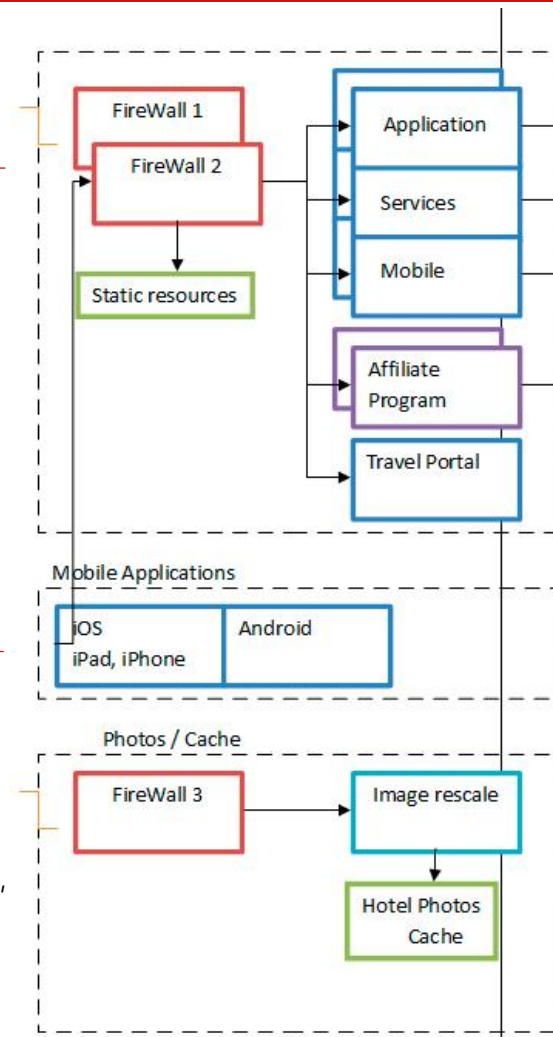 FireWall 1
FireWall 2
Static resources
Application
Services
Mobile
Affiliate
Program
Travel Portal
Mobile Applications
iOS
iPad, iPhone
Android
Photos / Cache
FireWall 3
Image rescale
Hotel Photos
Cache
,